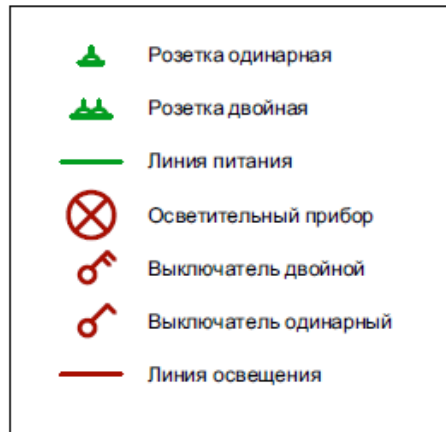 Розетка одинарная
Розетка двойная
Линия питания
Осветительный прибор
Выключатель двойной
Выключатель одинарный
Линия освещения